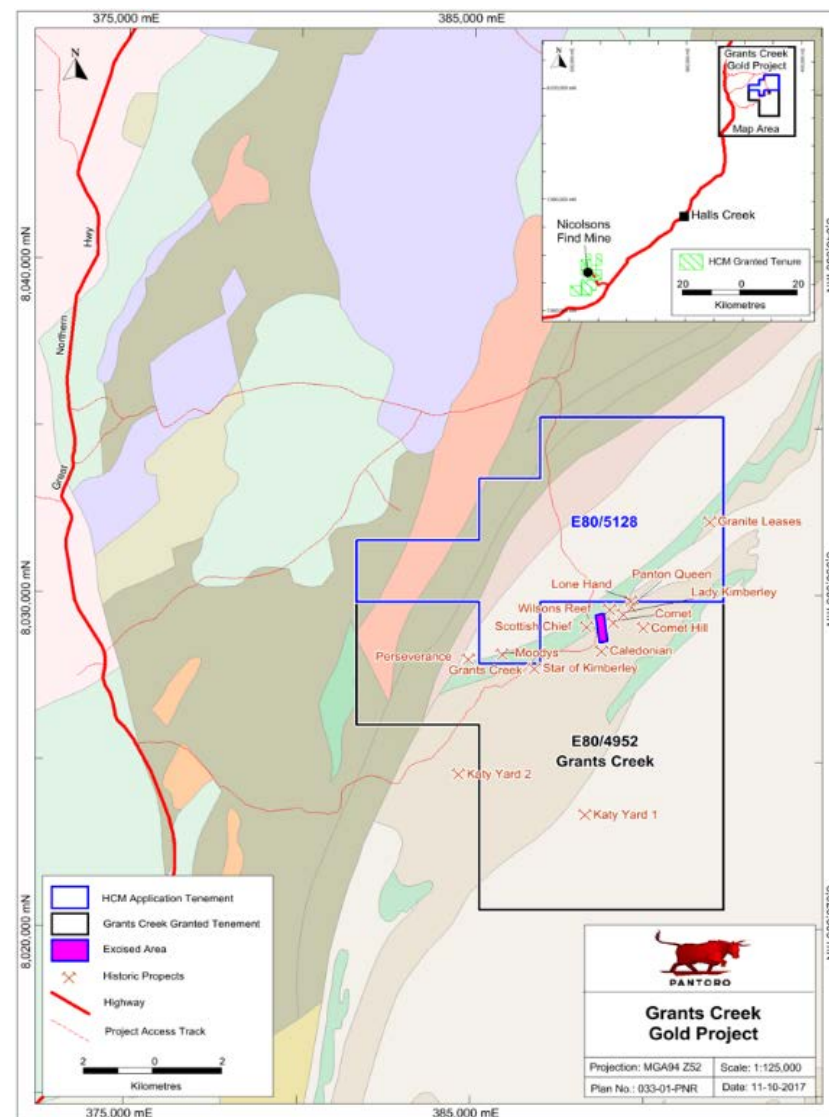 375,000 mE
385,000 mE
N
Grants Creek
Gold Project
Map Area
N
Halls Creek
Nicolsons
Find Mine
HCM Granted Tenure
20 0 20
Kilometres
8,040,000 mN
Hwy
Northern
Great
E80/5128
Granite Leases
Lone Hand
Panton Queen
Lady Kimberley
Wilsons Reef
Comet
8,030,000 mN
Scottish Chief
Comet Hill
Moodys
Caledonian
Perseverance
Grants Creek
Star of Kimberley
E80/4952
Grants Creek
Katy Yard 2
Katy Yard 1
8,020,000 mN
HCM Application Tenement
Grants Creek Granted Tenement
Excised Area
Historic Propects
Highway
Project Access Track
2 0 2
Kilometres
PANTORO
Grants Creek
Gold Project
Projection: MGA94 Z52
Scale: 1:125,000
Plan No.: 033-01-PNR
Date: 11-10-2017
375,000 mE
385,000 mE